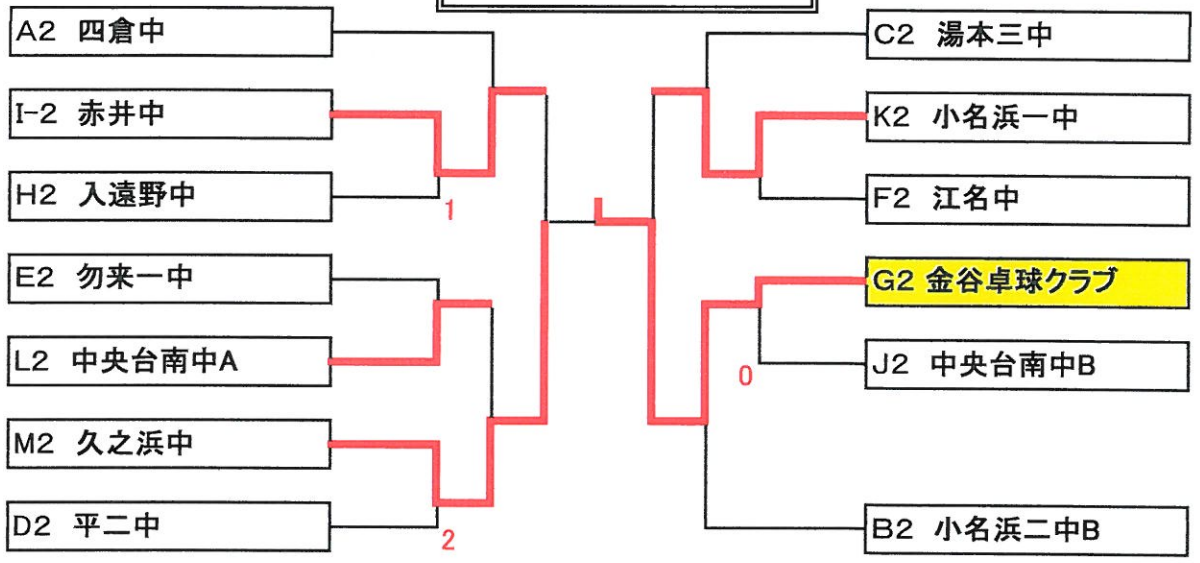 A2 四倉中
I-2 赤井中
H2 入遠野中
1
E2 勿来一中
L2 中央台南中A
M2 久之浜中
D2 平二中
2
C2 湯本三中
K2 小名浜一中
F2 江名中
G2 金谷卓球クラブ
0
J2 中央台南中B
B2 小名浜二中B